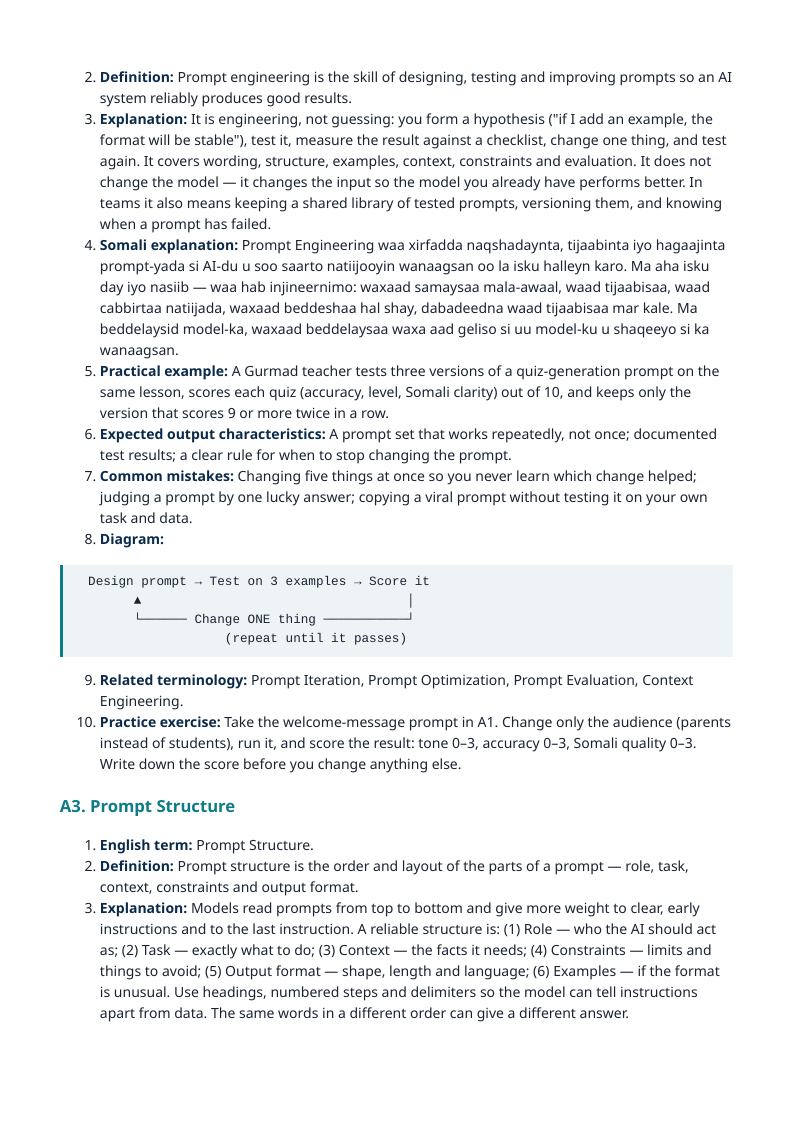 2. Definition: Prompt engineering is the skill of designing, testing and improving prompts so an AI
system reliably produces good results.
3. Explanation: It is engineering, not guessing: you form a hypothesis ("if I add an example, the
format will be stable"), test it, measure the result against a checklist, change one thing, and test
again. It covers wording, structure, examples, context, constraints and evaluation. It does not
change the model — it changes the input so the model you already have performs better. In
teams it also means keeping a shared library of tested prompts, versioning them, and knowing
when a prompt has failed.
4. Somali explanation: Prompt Engineering waa xirfadda naqshadaynta, tijaabinta iyo hagaajinta
prompt-yada si AI-du u soo saarto natiijooyin wanaagsan oo la isku halleyn karo. Ma aha isku
day iyo nasiib — waa hab injineernimo: waxaad samaysaa mala-awaal, waad tijaabisaa, waad
cabbirtaa natiijada, waxaad beddeshaa hal shay, dabadeedna waad tijaabisaa mar kale. Ma
beddelaysid model-ka, waxaad beddelaysaa waxa aad geliso si uu model-ku u shaqeeyo si ka
wanaagsan.
5. Practical example: A Gurmad teacher tests three versions of a quiz-generation prompt on the
same lesson, scores each quiz (accuracy, level, Somali clarity) out of 10, and keeps only the
version that scores 9 or more twice in a row.
6. Expected output characteristics: A prompt set that works repeatedly, not once; documented
test results; a clear rule for when to stop changing the prompt.
7. Common mistakes: Changing five things at once so you never learn which change helped;
judging a prompt by one lucky answer; copying a viral prompt without testing it on your own
task and data.
8. Diagram:
Design prompt → Test on 3 examples → Score it
▲ │
└────── Change ONE thing ───────────┘
(repeat until it passes)
9. Related terminology: Prompt Iteration, Prompt Optimization, Prompt Evaluation, Context
Engineering.
10. Practice exercise: Take the welcome-message prompt in A1. Change only the audience (parents
instead of students), run it, and score the result: tone 0–3, accuracy 0–3, Somali quality 0–3.
Write down the score before you change anything else.
A3. Prompt Structure
1. English term: Prompt Structure.
2. Definition: Prompt structure is the order and layout of the parts of a prompt — role, task,
context, constraints and output format.
3. Explanation: Models read prompts from top to bottom and give more weight to clear, early
instructions and to the last instruction. A reliable structure is: (1) Role — who the AI should act
as; (2) Task — exactly what to do; (3) Context — the facts it needs; (4) Constraints — limits and
things to avoid; (5) Output format — shape, length and language; (6) Examples — if the format
is unusual. Use headings, numbered steps and delimiters so the model can tell instructions
apart from data. The same words in a different order can give a different answer.